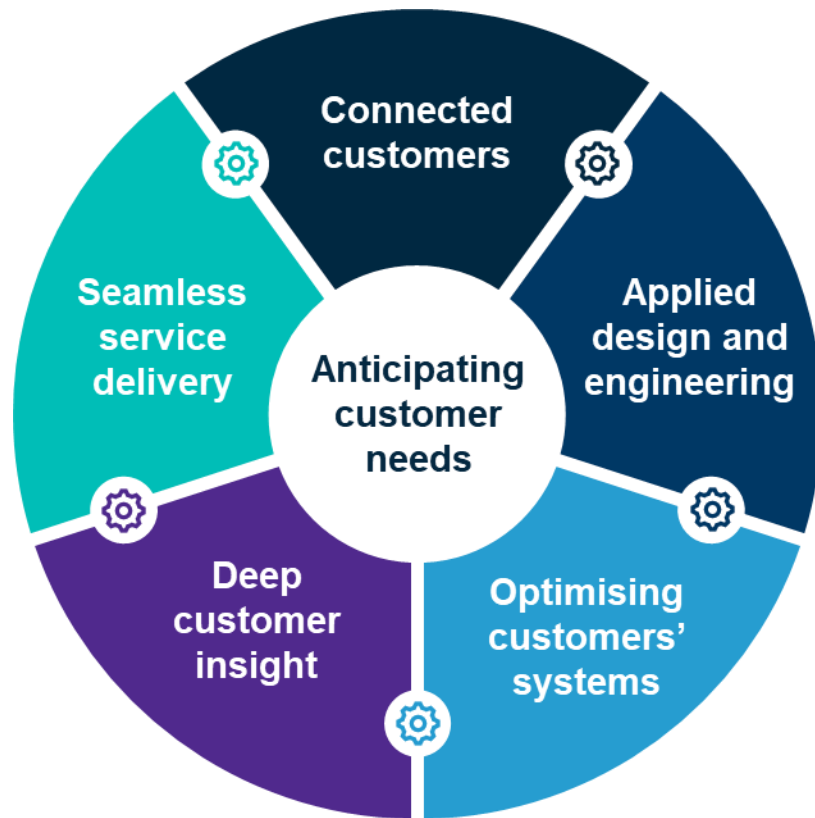 Connected
customers
Applied
design and
engineering
Optimising
customers’
systems
Deep
customer
insight
Seamless
service
delivery
Anticipating
customer
needs